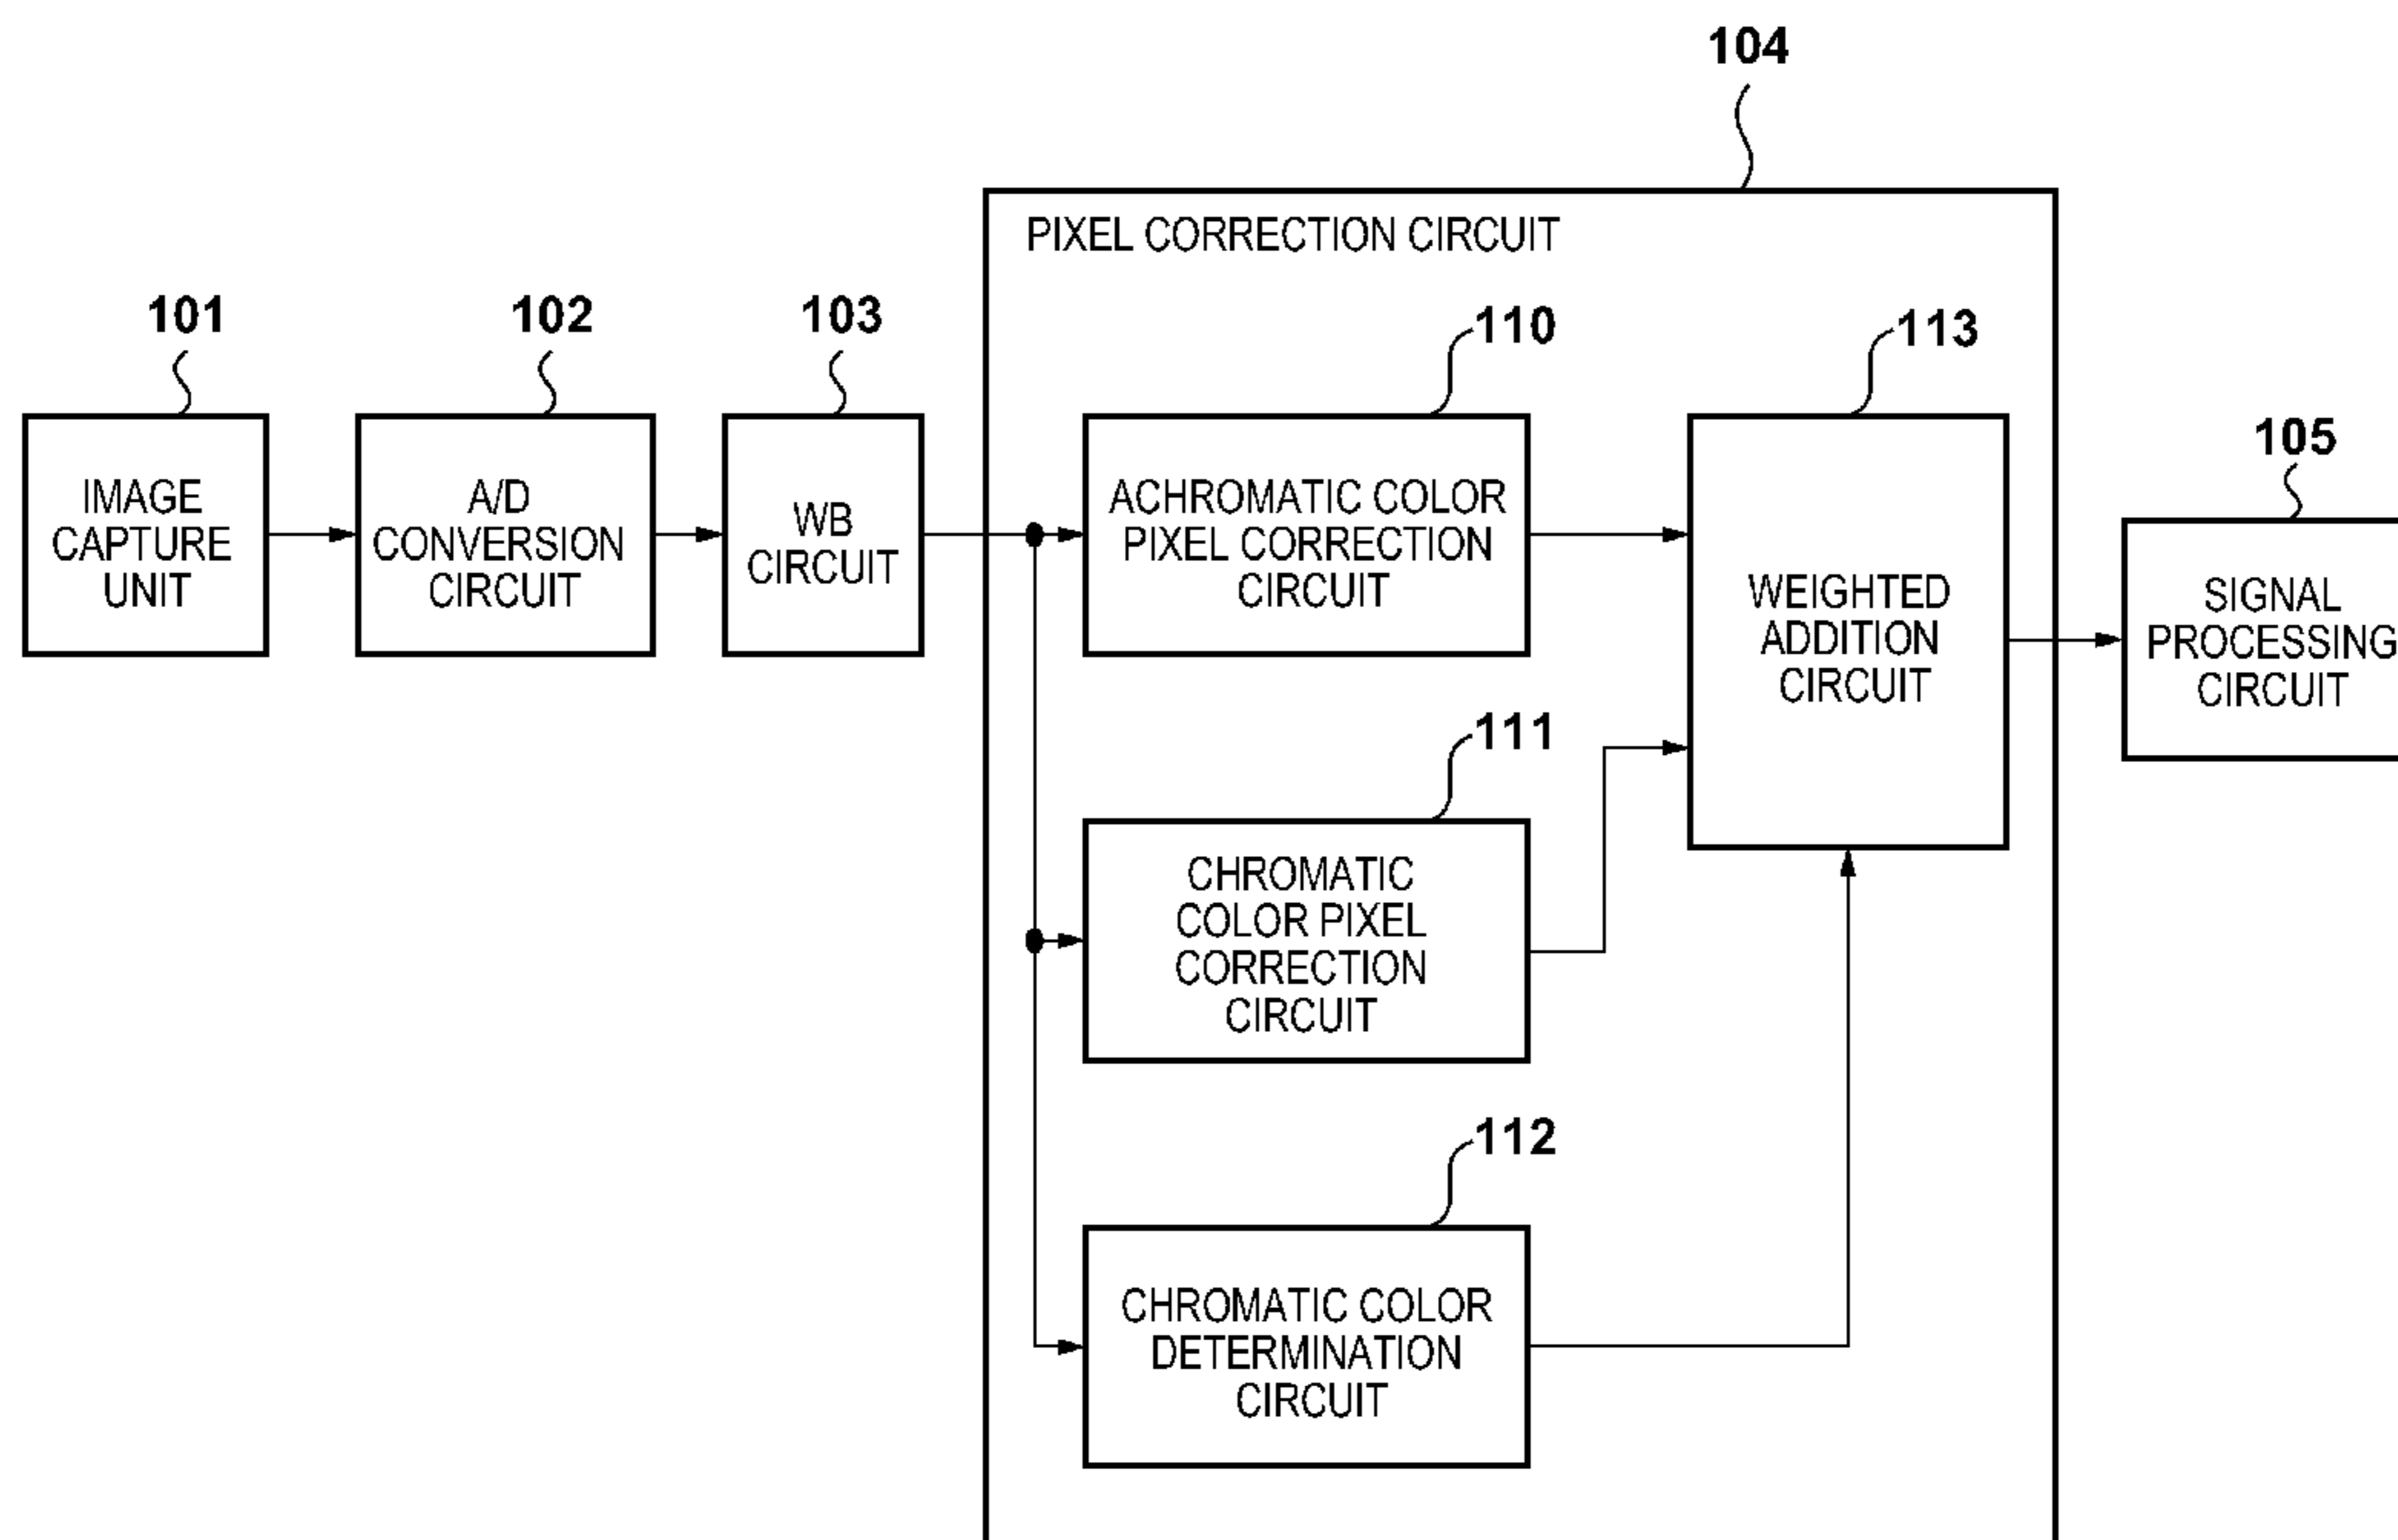 104
PIXEL CORRECTION CIRCUIT
101
102
103
110
113
105
IMAGE
CAPTURE
UNIT
A/D
CONVERSION
CIRCUIT
WB
CIRCUIT
ACHROMATIC COLOR
PIXEL CORRECTION
CIRCUIT
WEIGHTED
ADDITION
CIRCUIT
SIGNAL
PROCESSING
CIRCUIT
111
CHROMATIC
COLOR PIXEL
CORRECTION
CIRCUIT
112
CHROMATIC COLOR
DETERMINATION
CIRCUIT